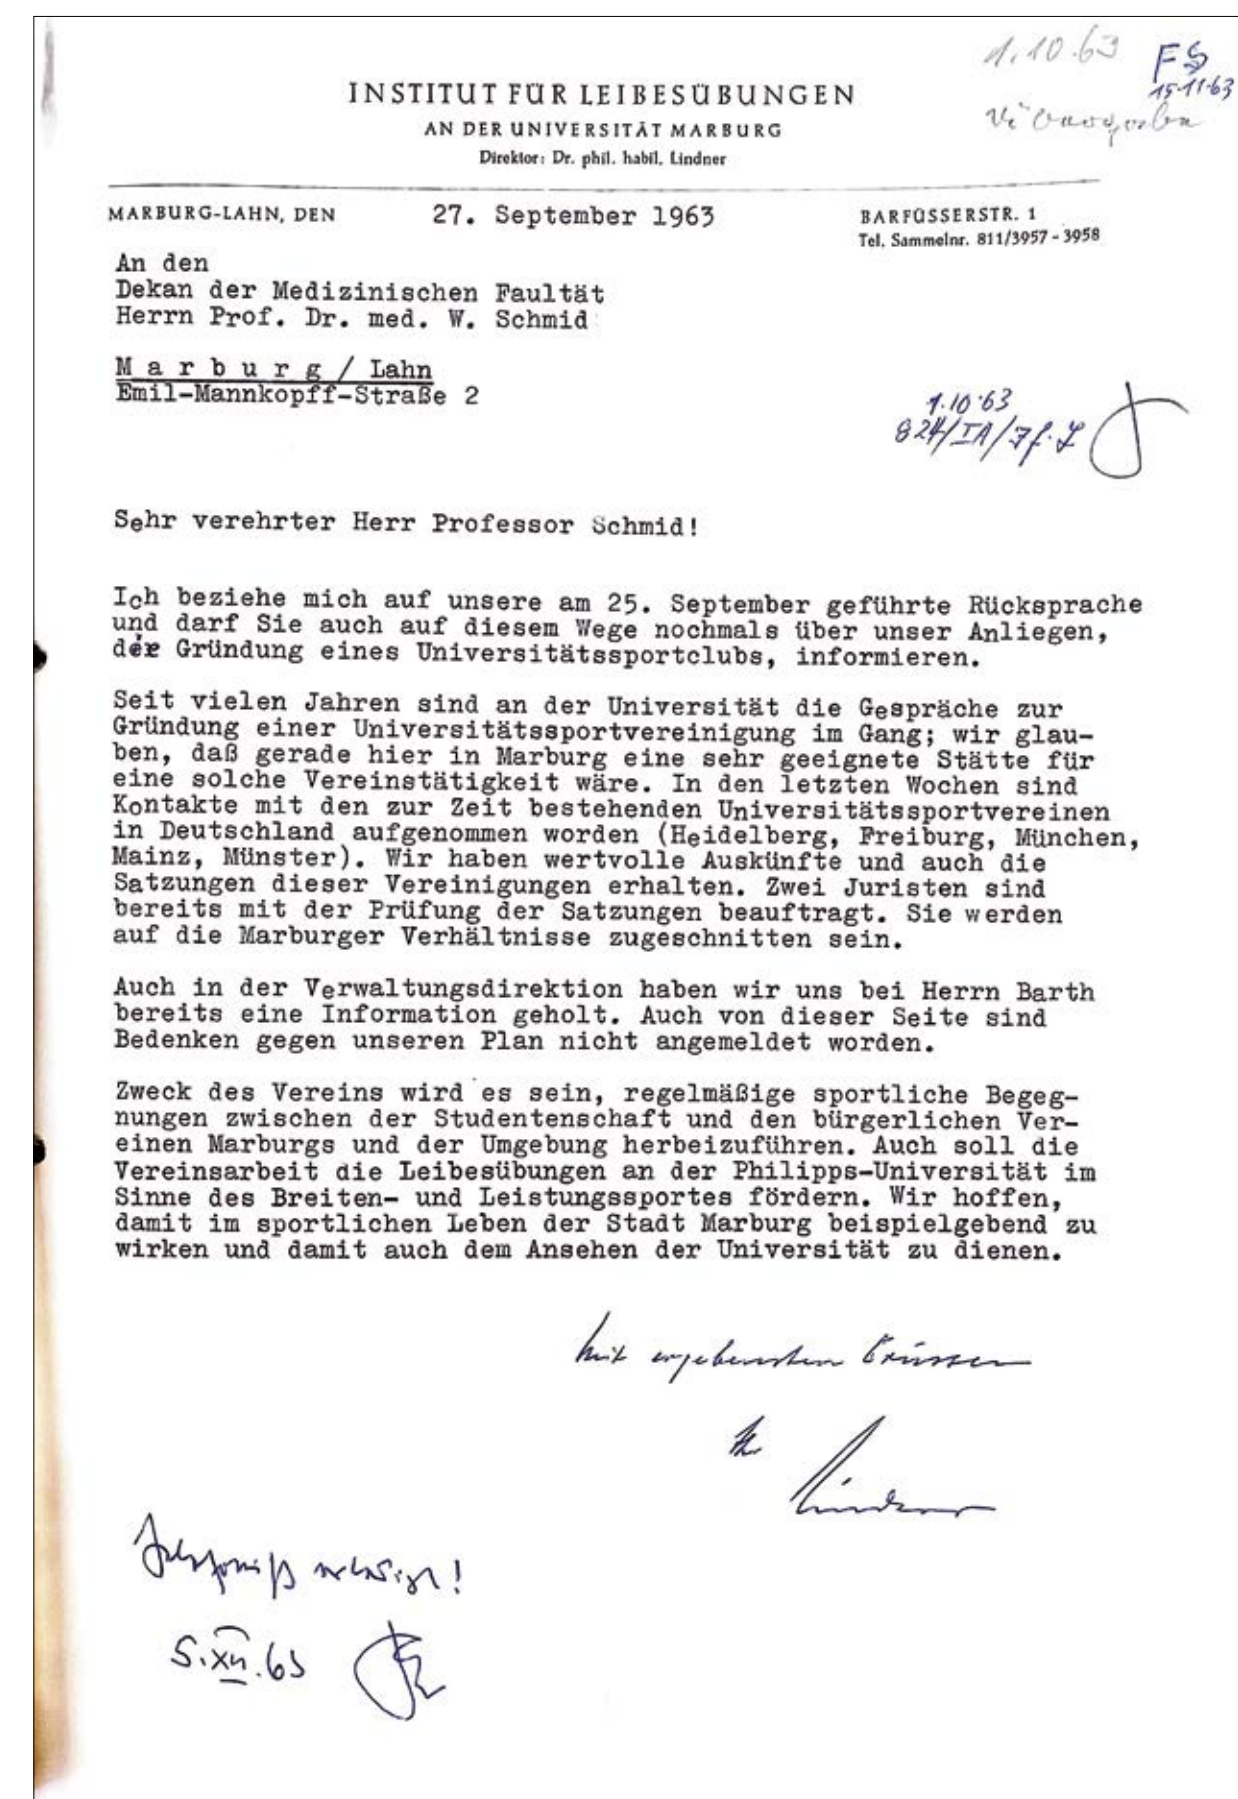 1.10.63
FS
15.11.63
INSTITUT FÜR LEIBESÜBUNGEN
AN DER UNIVERSITÄT MARBURG
Direktor: Dr. phil. habil. Lindner
MARBURG-LAHN, DEN 27. September 1963
BARFÜSSERSTR. 1
Tel. Sammelnr. 811/3957 - 3958
An den
Dekan der Medizinischen Faultät
Herrn Prof. Dr. med. W. Schmid
M a r b u r g / Lahn
Emil-Mannkopff-Straße 2
1.10.63
Sehr verehrter Herr Professor Schmid!
Ich beziehe mich auf unsere am 25. September geführte Rücksprache
und darf Sie auch auf diesem Wege nochmals über unser Anliegen,
der Gründung eines Universitätssportclubs, informieren.
Seit vielen Jahren sind an der Universität die Gespräche zur
Gründung einer Universitätssportvereinigung im Gang; wir glau-
ben, daß gerade hier in Marburg eine sehr geeignete Stätte für
eine solche Vereinstätigkeit wäre. In den letzten Wochen sind
Kontakte mit den zur Zeit bestehenden Universitätssportvereinen
in Deutschland aufgenommen worden (Heidelberg, Freiburg, München,
Mainz, Münster). Wir haben wertvolle Auskünfte und auch die
Satzungen dieser Vereinigungen erhalten. Zwei Juristen sind
bereits mit der Prüfung der Satzungen beauftragt. Sie werden
auf die Marburger Verhältnisse zugeschnitten sein.
Auch in der Verwaltungsdirektion haben wir uns bei Herrn Barth
bereits eine Information geholt. Auch von dieser Seite sind
Bedenken gegen unseren Plan nicht angemeldet worden.
Zweck des Vereins wird es sein, regelmäßige sportliche Begeg-
nungen zwischen der Studentenschaft und den bürgerlichen Ver-
einen Marburgs und der Umgebung herbeizuführen. Auch soll die
Vereinsarbeit die Leibesübungen an der Philipps-Universität im
Sinne des Breiten- und Leistungssportes fördern. Wir hoffen,
damit im sportlichen Leben der Stadt Marburg beispielgebend zu
wirken und damit auch dem Ansehen der Universität zu dienen.
Mit ergebensten Grüssen
Lindner
5.XII.63